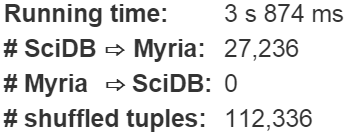 Running time: 3 s 874 ms
# SciDB ⇨ Myria: 27,236
# Myria ⇨ SciDB: 0
# shuffled tuples: 112,336